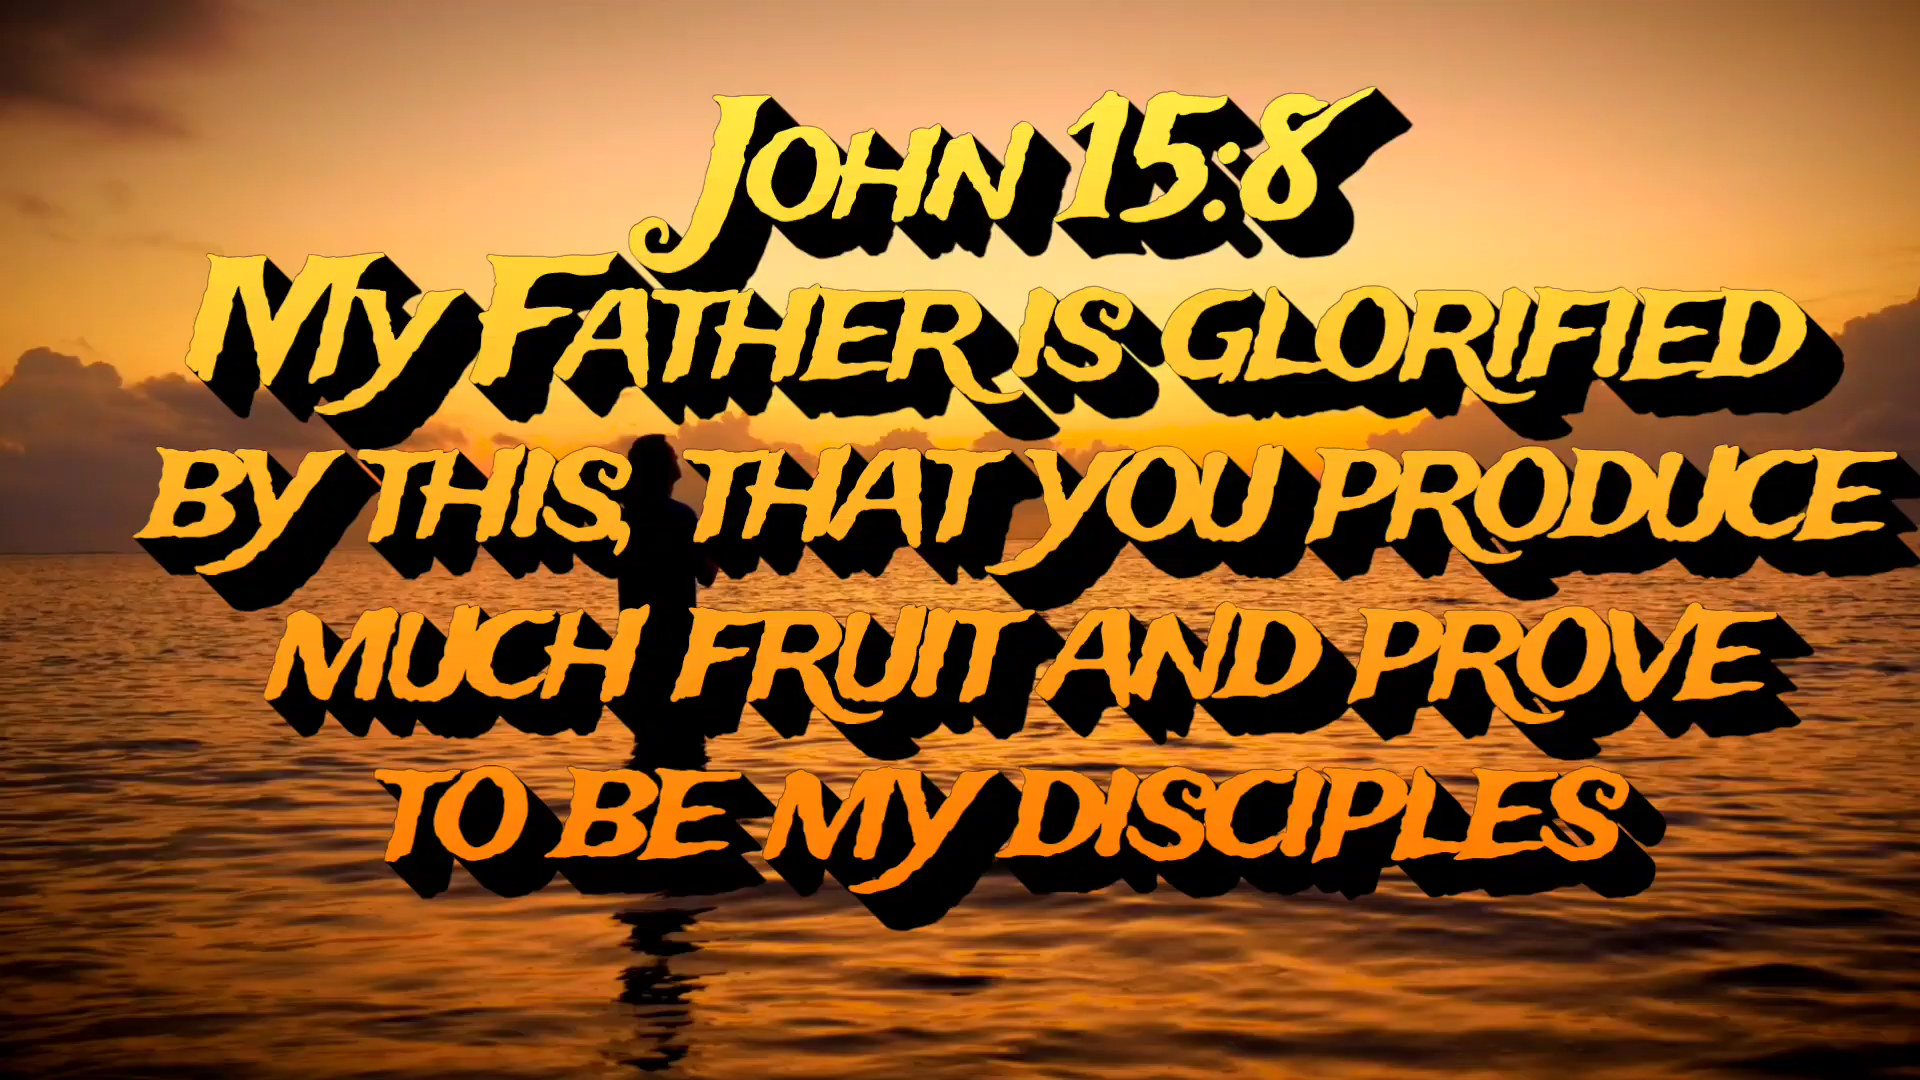 John 15:8
My Father is glorified
by this, that you produce
much fruit and prove
to be my disciples